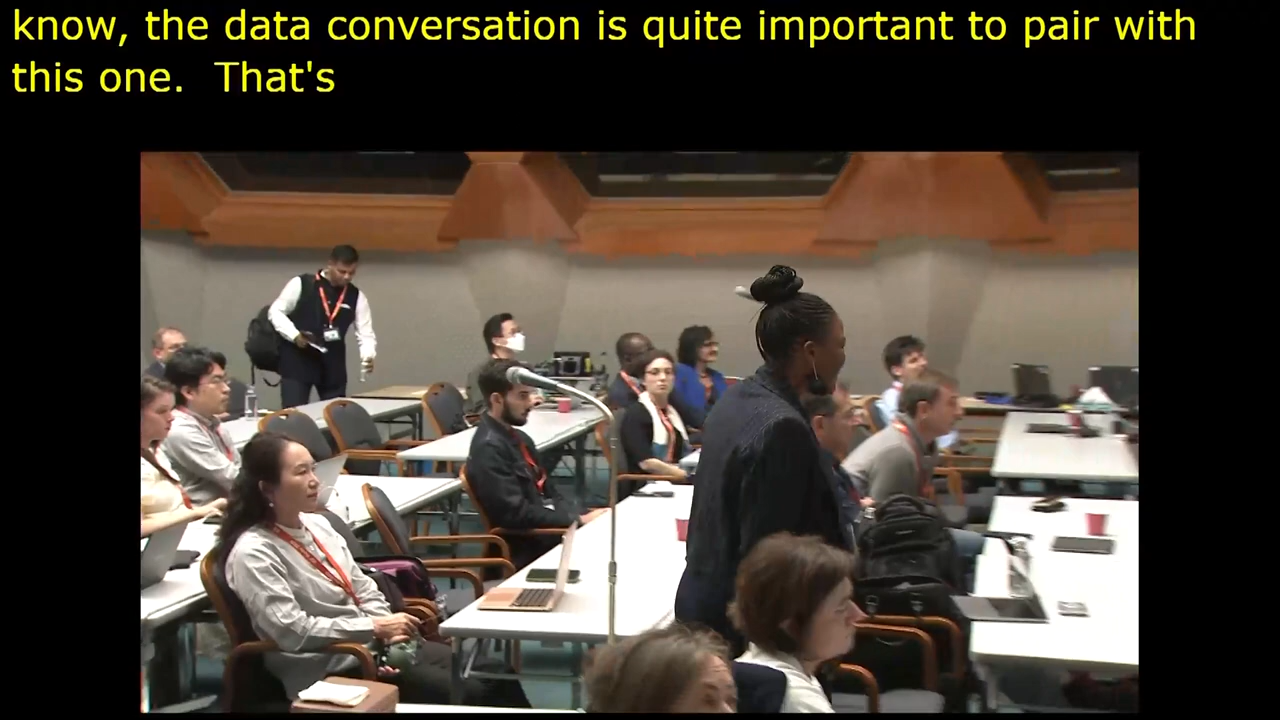 know, the data conversation is quite important to pair with
this one.  That's